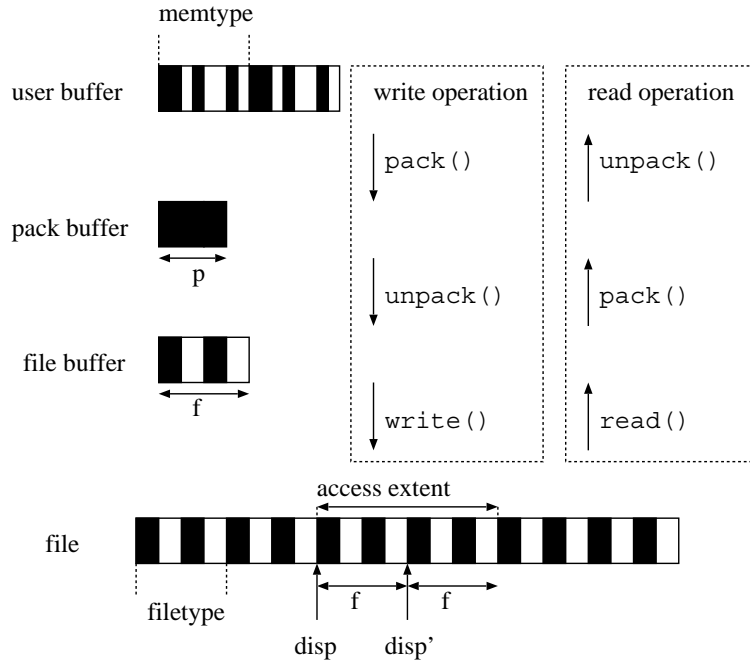 memtype
user buffer
write operation
read operation
pack()
unpack()
pack buffer
p
unpack()
pack()
file buffer
f
write()
read()
access extent
file
f
f
filetype
disp
disp’